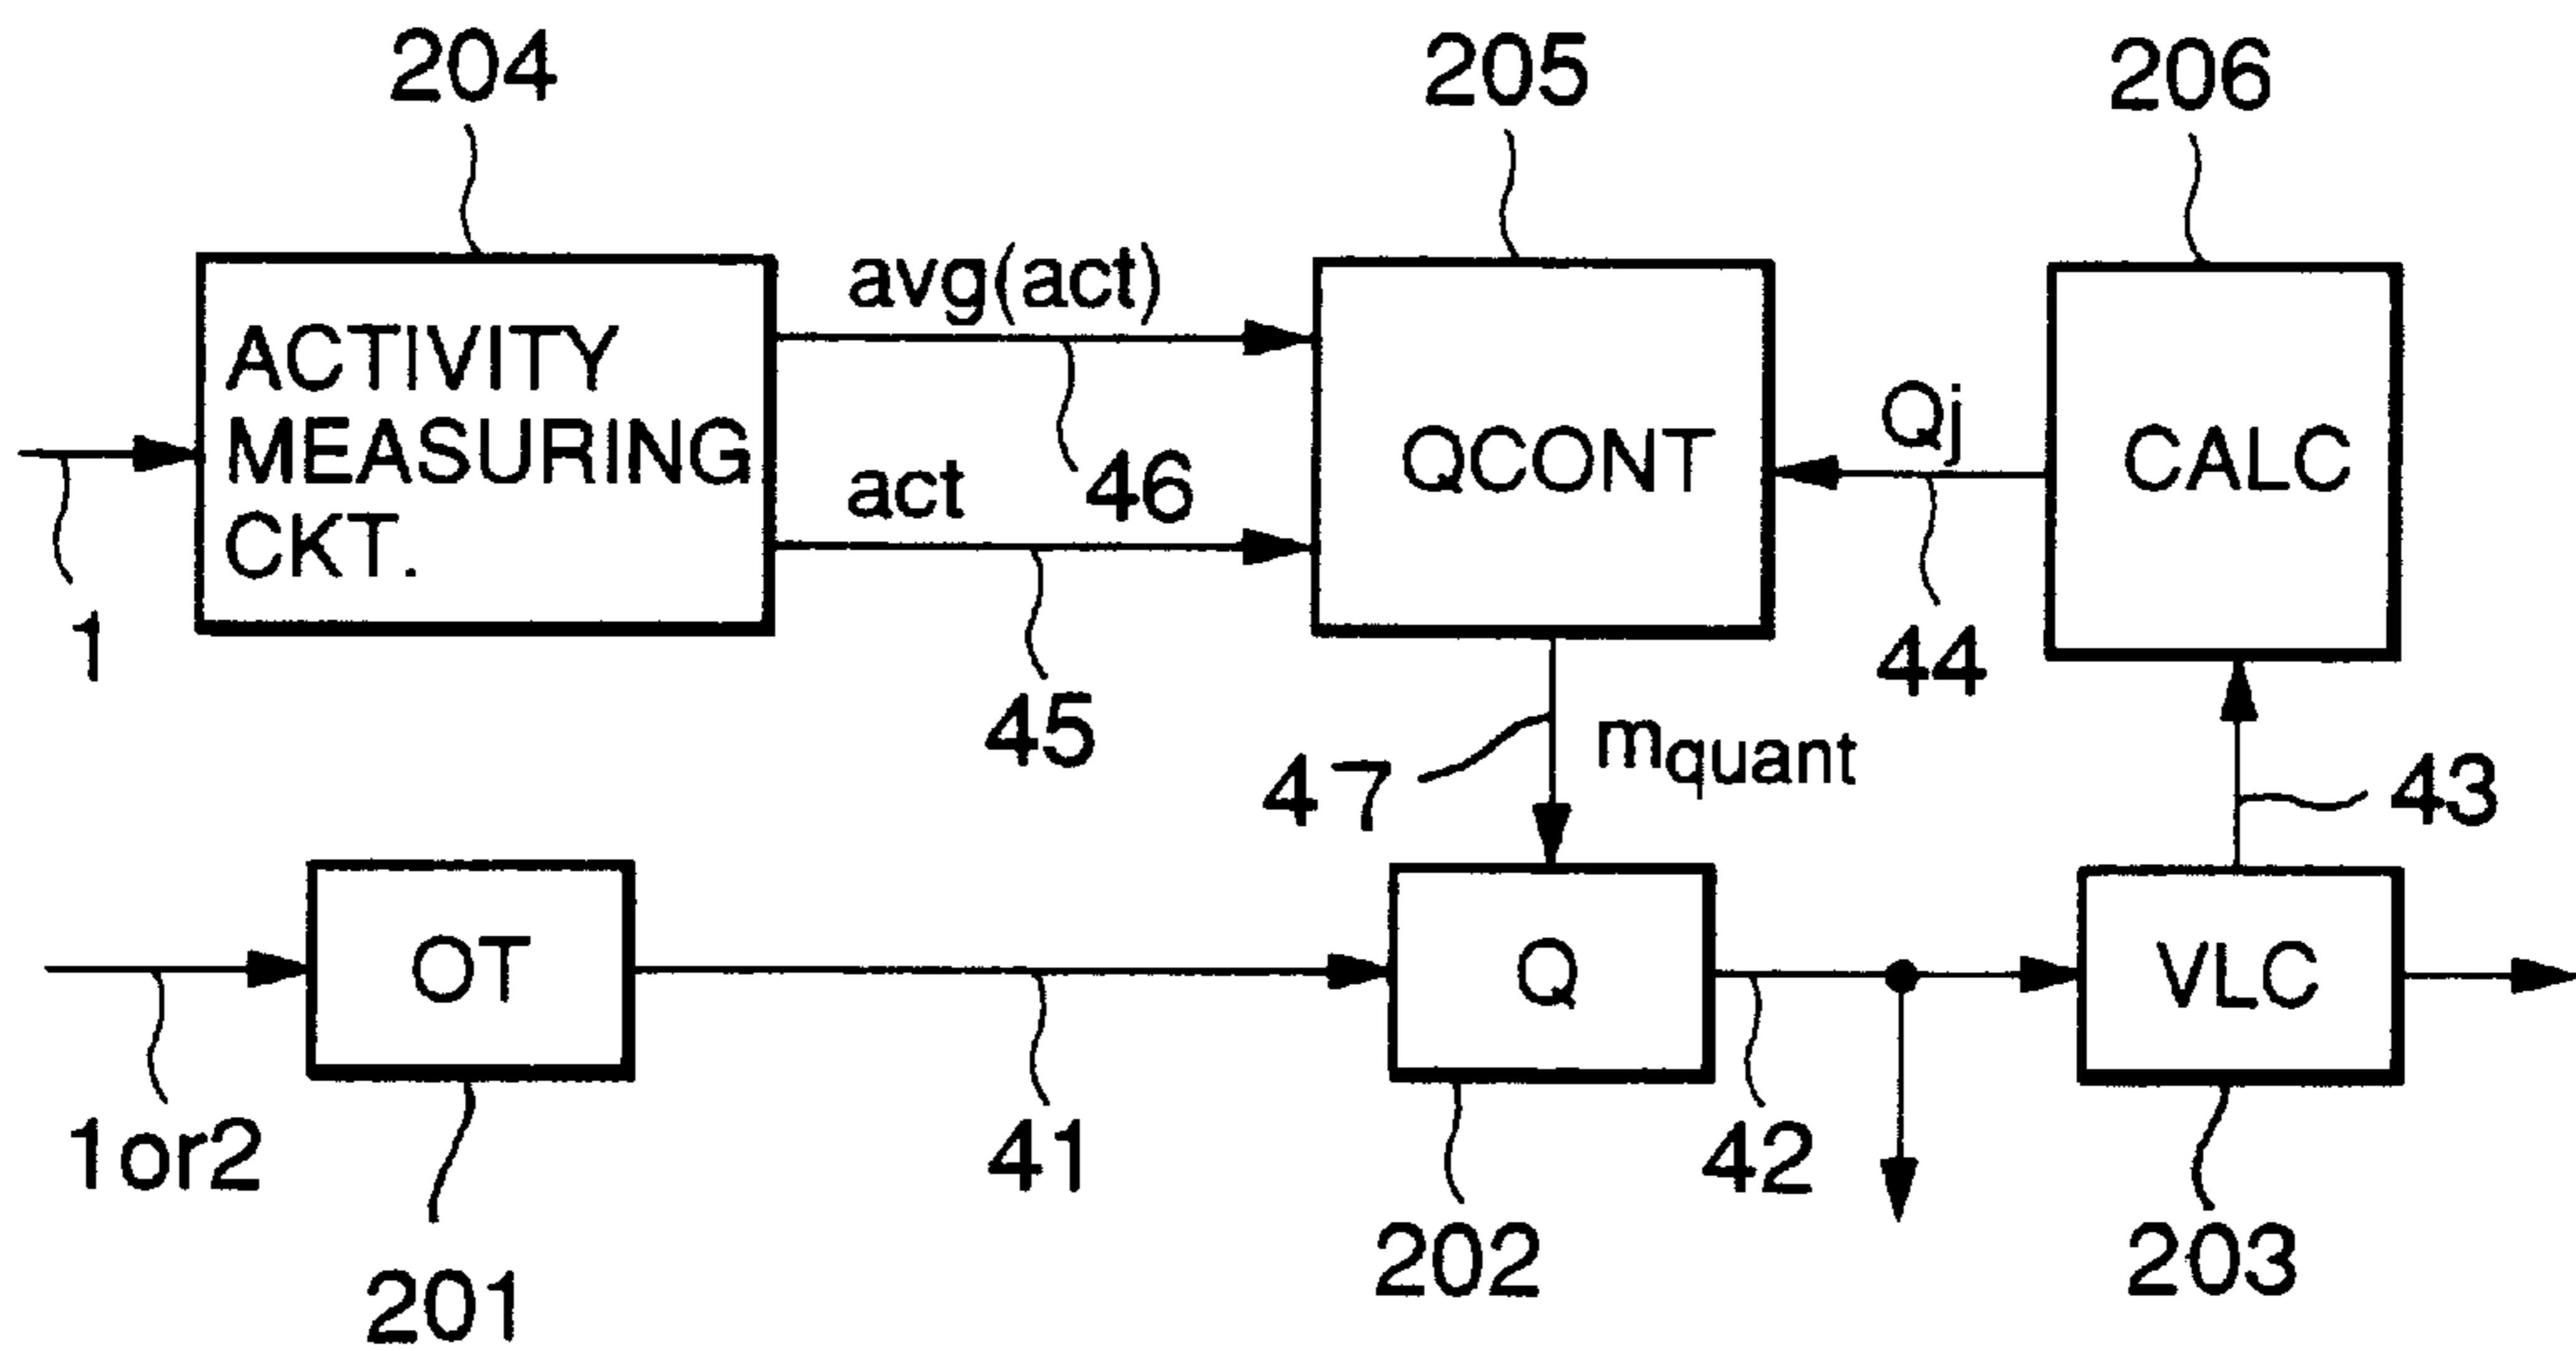 204
205
206
avg(act)
ACTIVITY
MEASURING
CKT.
act
46
QCONT
Qj
CALC
1
45
44
47
mquant
43
OT
Q
VLC
1or2
41
42
201
202
203